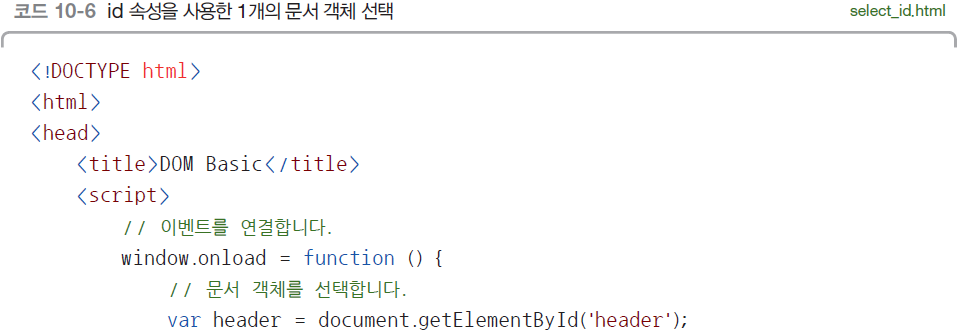 코드 10-6 id 속성을 사용한 1개의 문서 객체 선택 select_id.html
<!DOCTYPE html>
<html>
<head>
    <title>DOM Basic</title>
    <script>
        // 이벤트를 연결합니다.
        window.onload = function () {
            // 문서 객체를 선택합니다.
            var header = document.getElementById('header');